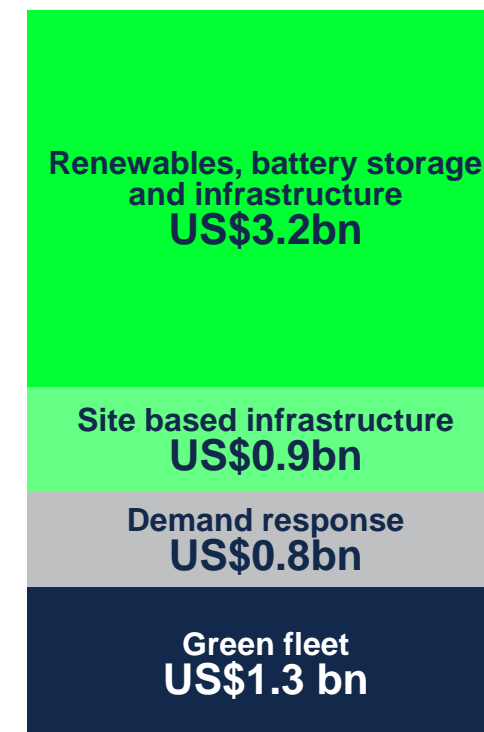 Renewables, battery storage
and infrastructure
US$3.2bn
Site based infrastructure
US$0.9bn
Demand response
US$0.8bn
Green fleet
US$1.3 bn